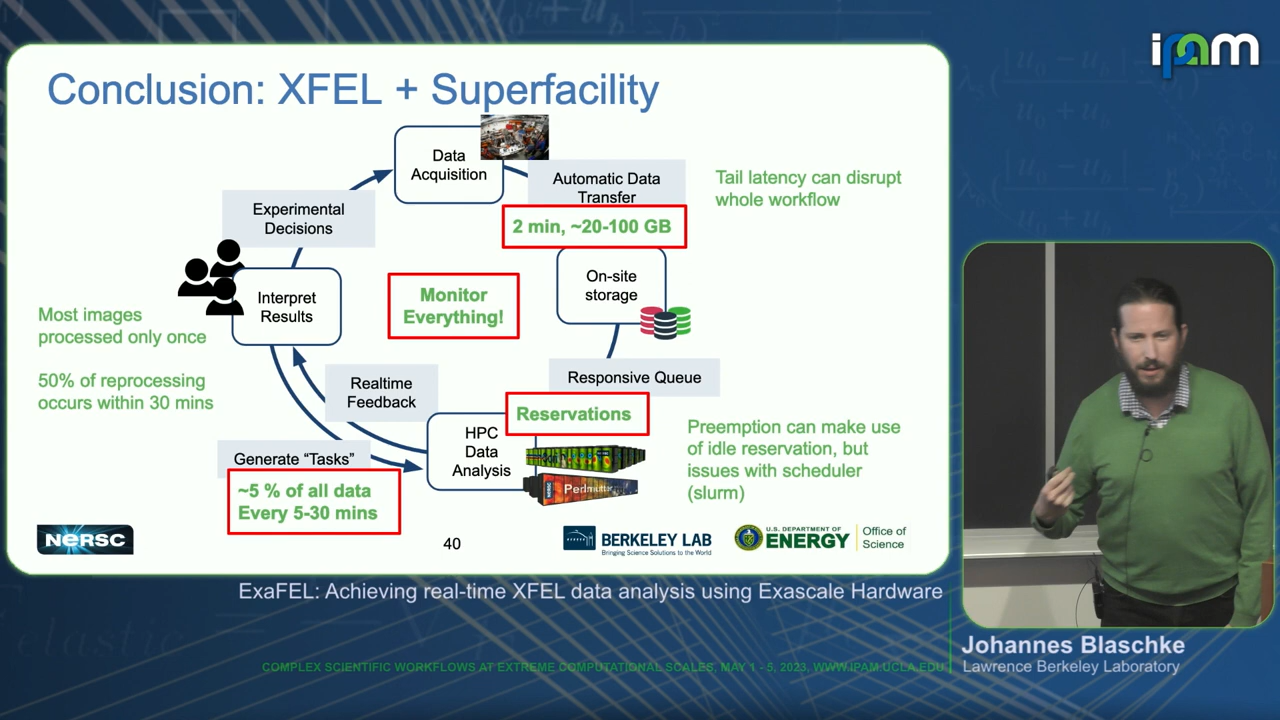 ipam
Conclusion: XFEL + Superfacility
Data
Acquisition
Automatic Data
Transfer
2 min, ~20-100 GB
Tail latency can disrupt
whole workflow
Experimental
Decisions
On-site
storage
Interpret
Results
Monitor
Everything!
Most images
processed only once
50% of reprocessing
occurs within 30 mins
Realtime
Feedback
Responsive Queue
Reservations
HPC
Data
Analysis
Preemption can make use
of idle reservation, but
issues with scheduler
(slurm)
Generate “Tasks”
~5 % of all data
Every 5-30 mins
Perlmutter
NERSC
40
BERKELEY LAB
Bringing Science Solutions to the World
U.S. DEPARTMENT OF
ENERGY
Office of
Science
ExaFEL: Achieving real-time XFEL data analysis using Exascale Hardware
Johannes Blaschke
Lawrence Berkeley Laboratory
COMPLEX SCIENTIFIC WORKFLOWS AT EXTREME COMPUTATIONAL SCALES, MAY 1 - 5, 2023, WWW.IPAM.UCLA.EDU
elastic